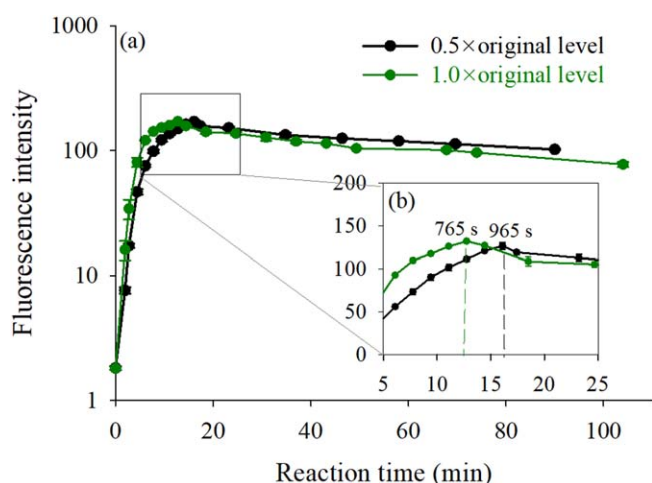 1000
(a)
0.5×original level
1.0×original level
100
10
1
Fluorescence intensity
200
(b)
765 s 965 s
150
100
50
0
5 10 15 20 25
0 20 40 60 80 100
Reaction time (min)